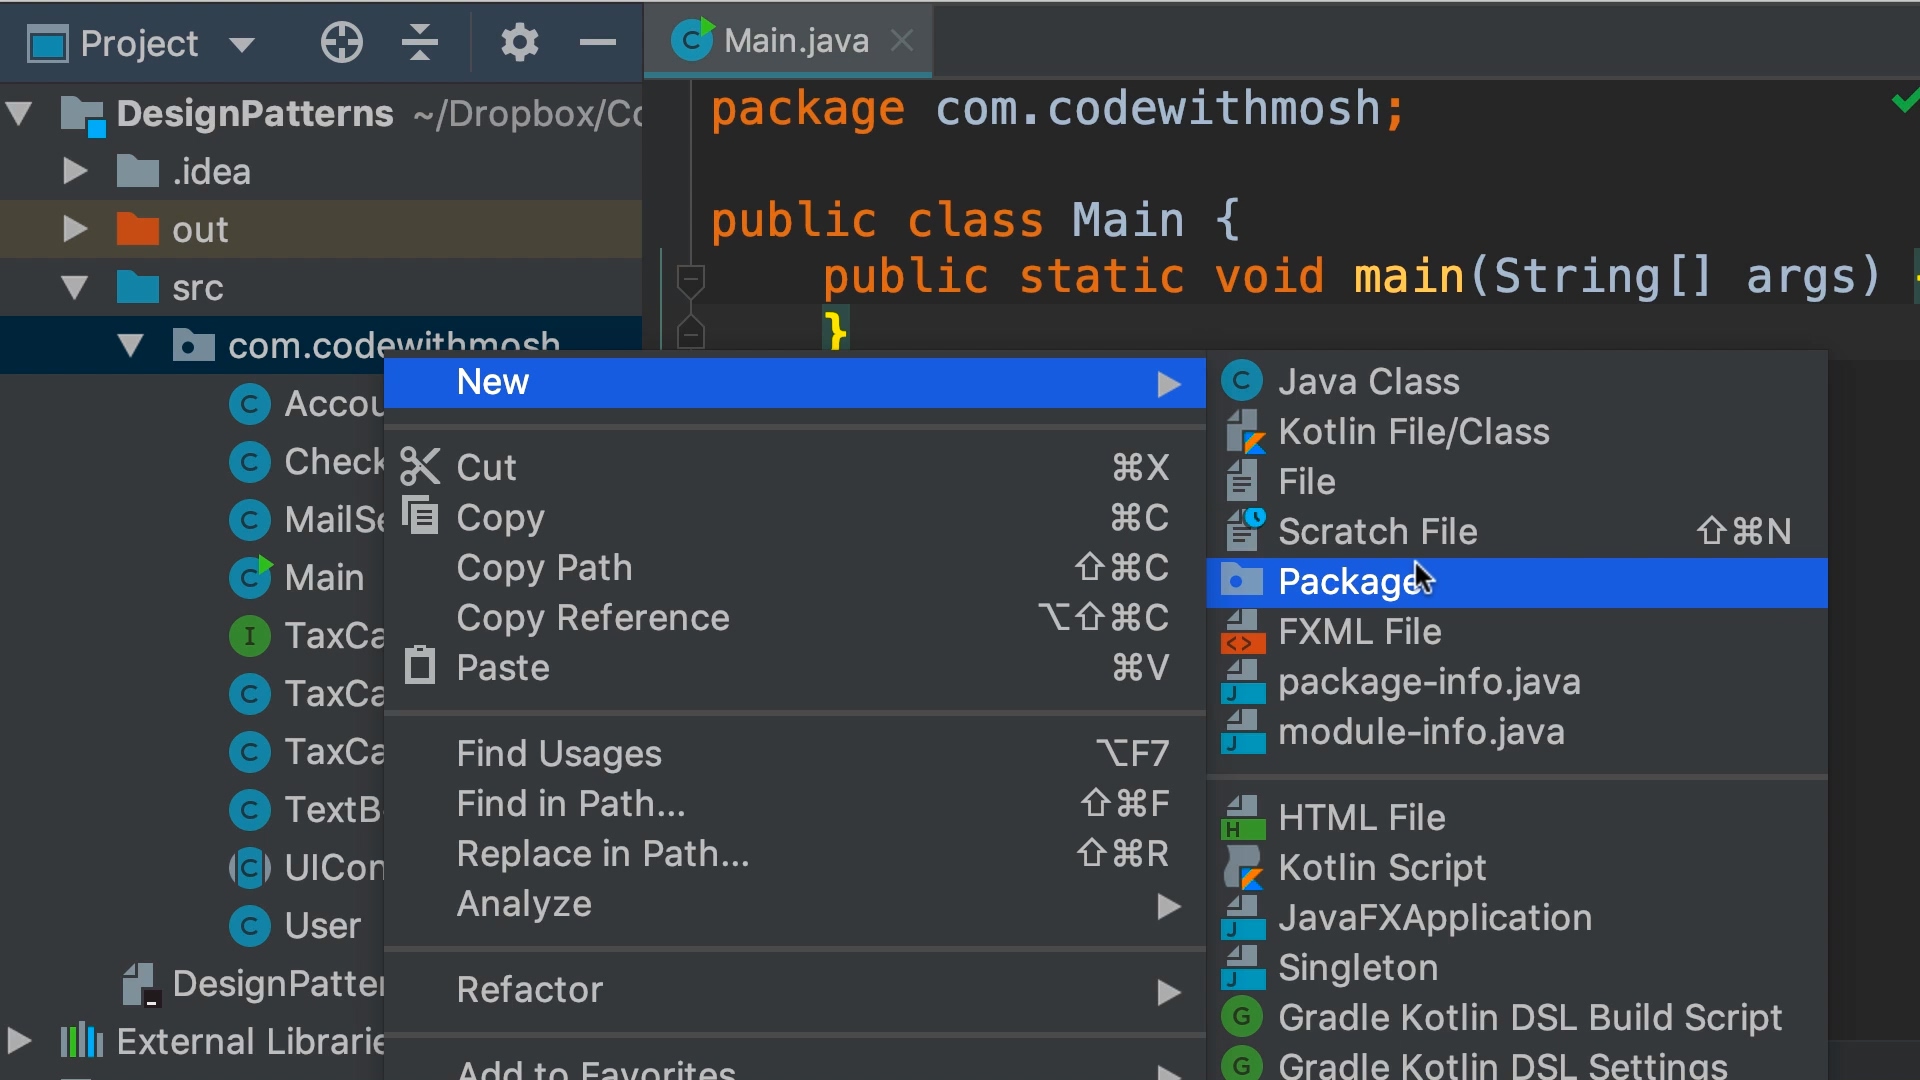 Project
Main.java
DesignPatterns ~/Dropbox/Co
.idea
out
src
com.codewithmosh
Accou
Check
MailSe
Main
TaxCa
TaxCa
TaxCa
TextB
UICon
User
DesignPatter
External Librarie
package com.codewithmosh;
public class Main {
public static void main(String[] args) {
}
New
Cut ⌘X
Copy ⌘C
Copy Path ⇧⌘C
Copy Reference ⌥⇧⌘C
Paste ⌘V
Find Usages ⌥F7
Find in Path... ⇧⌘F
Replace in Path... ⇧⌘R
Analyze
Refactor
Add to Favorites
Java Class
Kotlin File/Class
File
Scratch File ⇧⌘N
Package
FXML File
package-info.java
module-info.java
HTML File
Kotlin Script
JavaFXApplication
Singleton
Gradle Kotlin DSL Build Script
Gradle Kotlin DSL Settings